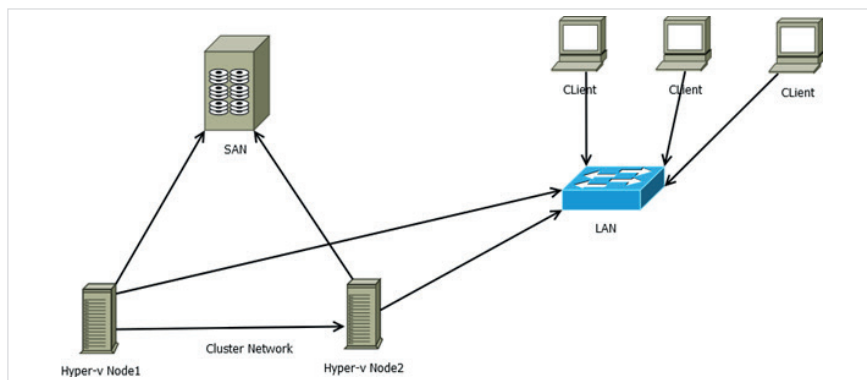 CLient
CLient
CLient
SAN
LAN
Cluster Network
Hyper-v Node1
Hyper-v Node2